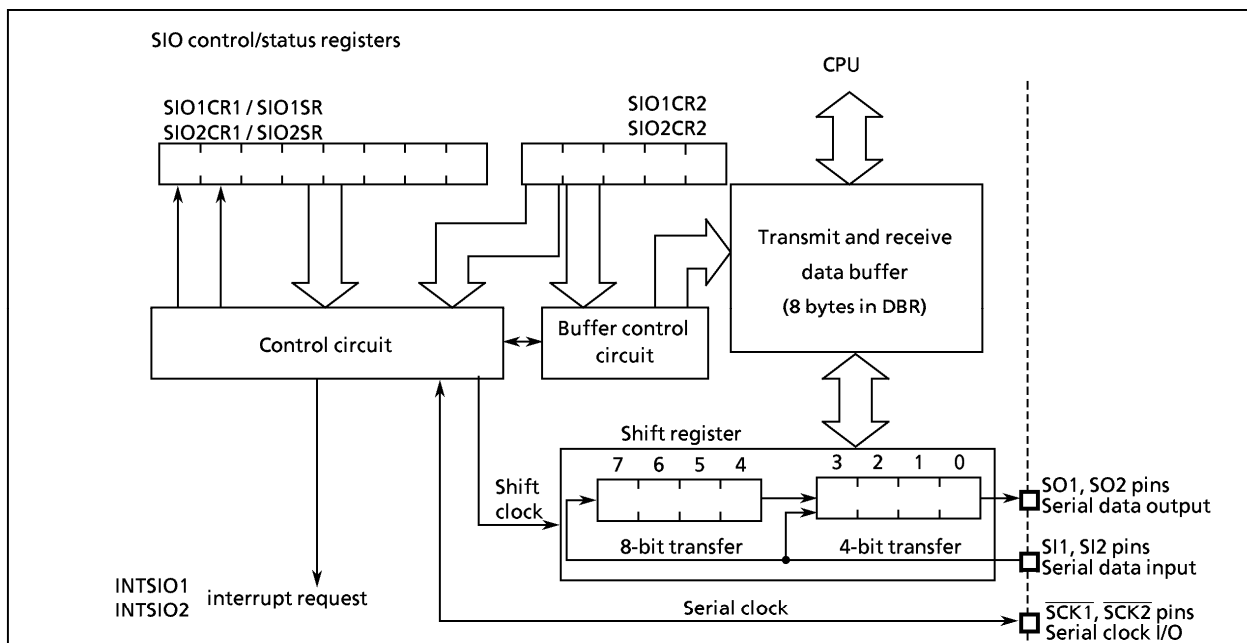 SIO control/status registers
CPU
SIO1CR1 / SIO1SR
SIO2CR1 / SIO2SR
SIO1CR2
SIO2CR2
Transmit and receive
data buffer
(8 bytes in DBR)
Control circuit
Buffer control
circuit
Shift register
7 6 5 4 3 2 1 0
Shift
clock
SO1, SO2 pins
Serial data output
8-bit transfer
4-bit transfer
SI1, SI2 pins
Serial data input
INTSIO1
INTSIO2
interrupt request
Serial clock
SCK1, SCK2 pins
Serial clock I/O